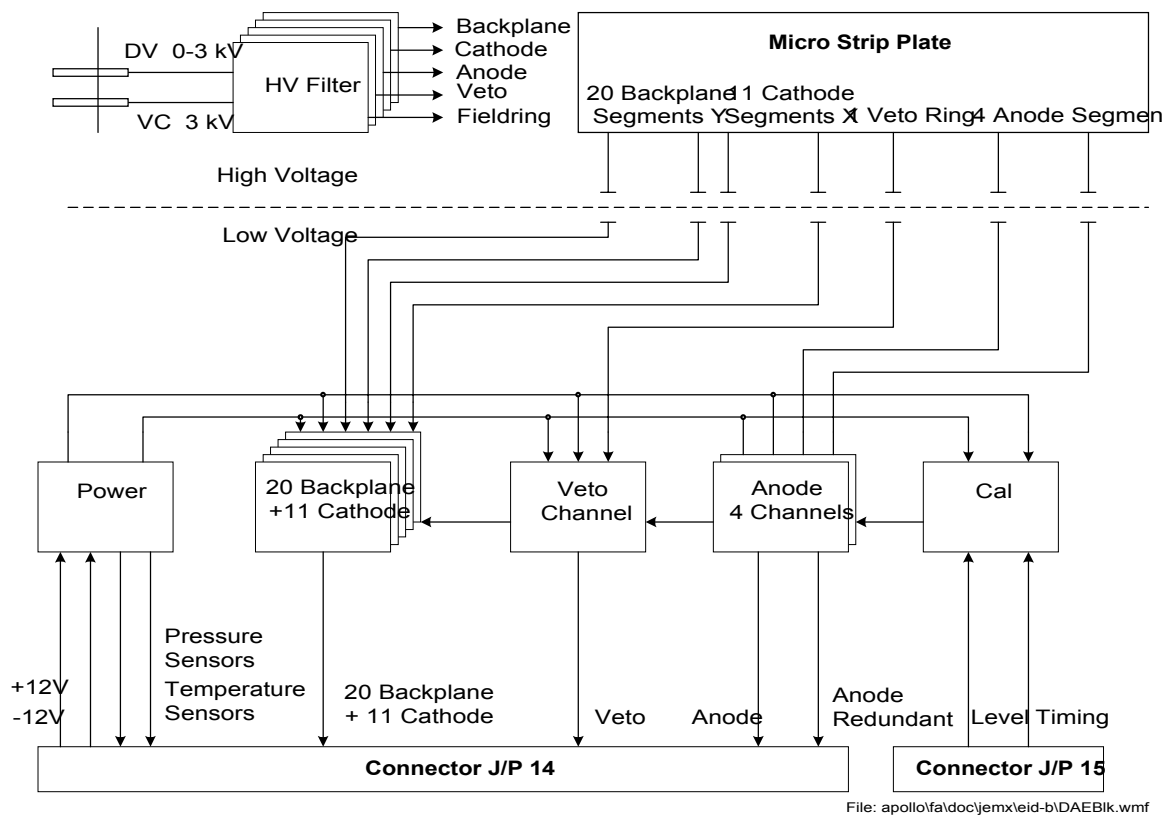 DV 0-3 kV
HV Filter
VC 3 kV
Backplane
Cathode
Anode
Veto
Fieldring
Micro Strip Plate
20 Backplane
Segments Y
11 Cathode
Segments X
1 Veto Ring
4 Anode Segmen
High Voltage
Low Voltage
Power
20 Backplane
+11 Cathode
Veto
Channel
Anode
4 Channels
Cal
+12V
-12V
Pressure
Sensors
Temperature
Sensors
20 Backplane
+ 11 Cathode
Veto
Anode
Anode
Redundant
Level Timing
Connector J/P 14
Connector J/P 15
File: apollo\fa\doc\jemx\eid-b\DAEBlk.wmf